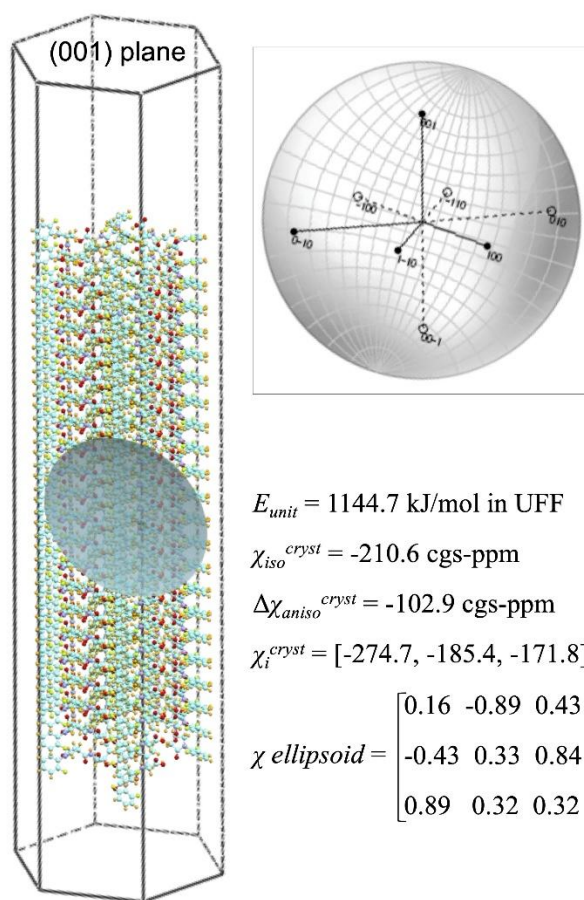 (001) plane
001
-100
-110
010
0-10
1-10
100
00-1
E_unit = 1144.7 kJ/mol in UFF
χ_iso^cryst = -210.6 cgs-ppm
Δχ_aniso^cryst = -102.9 cgs-ppm
χ_i^cryst = [-274.7, -185.4, -171.8]
0.16 -0.89 0.43
χ ellipsoid = -0.43 0.33 0.84
0.89 0.32 0.32